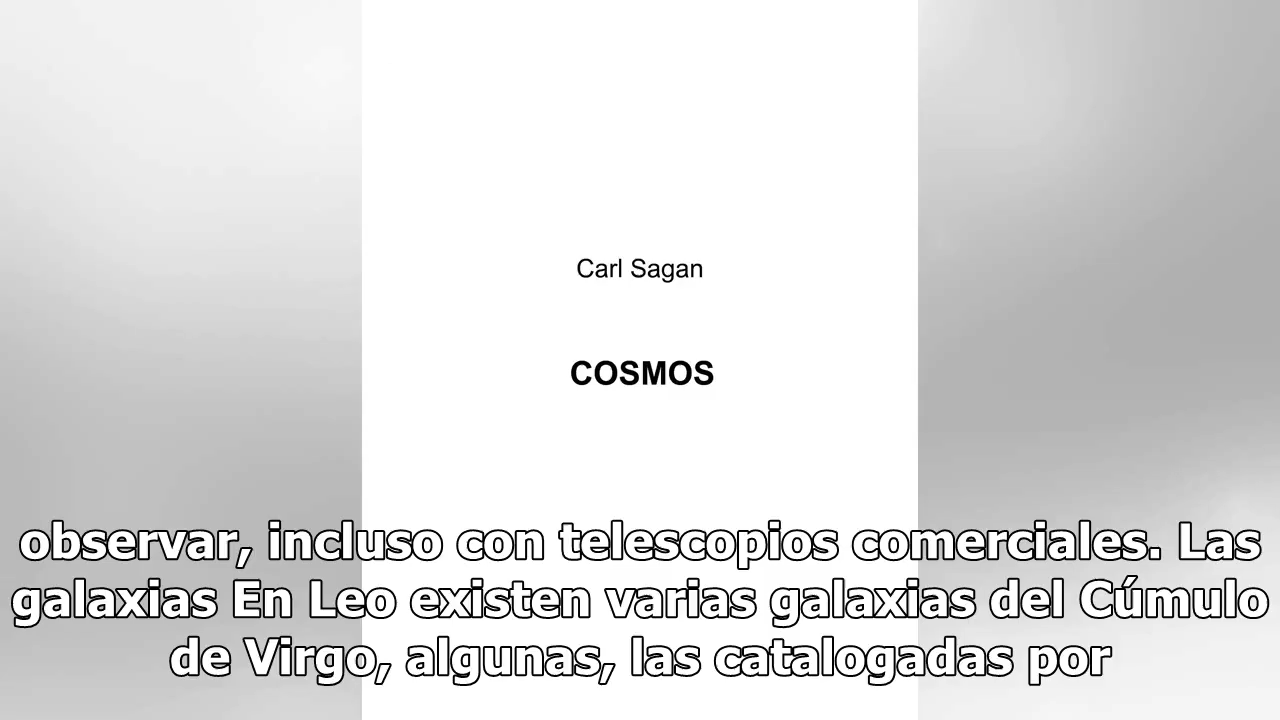 Carl Sagan
COSMOS
observar, incluso con telescopios comerciales. Las
galaxias En Leo existen varias galaxias del Cúmulo
de Virgo, algunas, las catalogadas por